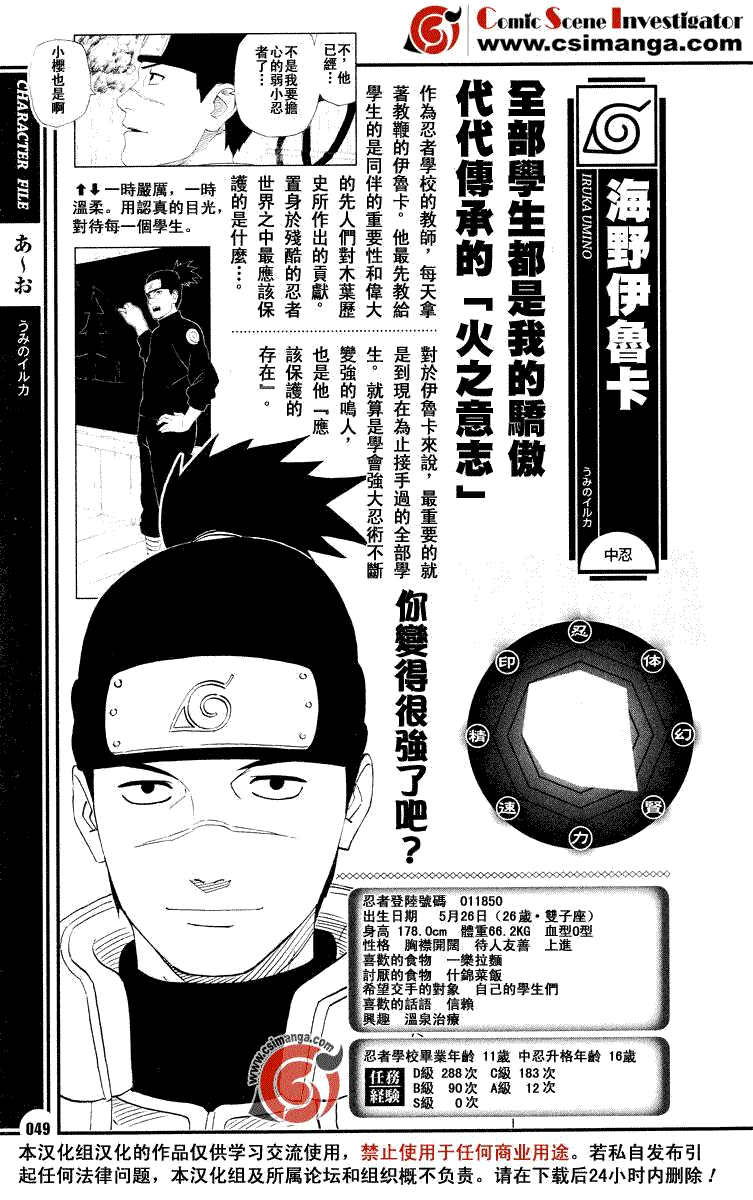 Comic Scene Investigator
www.csimanga.com
海野伊魯卡
IRUKA UMINO
うみのイルカ
中忍
全部學生都是我的驕傲
代代傳承的「火之意志」
不，他
已經…
不是我要擔
心的弱小忍
者了…
小櫻也是啊
CHARACTER FILE
あ〜お
うみのイルカ
作為忍者學校的教師，每天拿
著教鞭的伊魯卡。他最先教給
學生的是同伴的重要性和偉大
的先人們對木葉歷
史所作出的貢獻。
置身於殘酷的忍者
世界之中最應該保
護的是什麼…。
⬆⬇一時嚴厲，一時
溫柔。用認真的目光，
對待每一個學生。
對於伊魯卡來說，最重要的就
是到現在為止接手過的全部學
生。就算是學會強大忍術不斷
變強的鳴人，
也是他『應
該保護的
存在』。
你變得很強了吧？
忍
体
幻
賢
力
速
精
印
忍者登陸號碼 011850
出生日期 5月26日（26歲·雙子座）
身高 178.0cm 體重66.2KG 血型O型
性格 胸襟開闊 待人友善 上進
喜歡的食物 一樂拉麵
討厭的食物 什錦菜飯
希望交手的對象 自己的學生們
喜歡的話語 信賴
興趣 溫泉治療
忍者學校畢業年齡 11歲 中忍升格年齡 16歲
任務
經驗
D級 288次 C級 183次
B級 90次 A級 12次
S級 0次
www.csimanga.com
049
本汉化组汉化的作品仅供学习交流使用，禁止使用于任何商业用途。若私自发布引
起任何法律问题，本汉化组及所属论坛和组织概不负责。请在下载后24小时内删除！